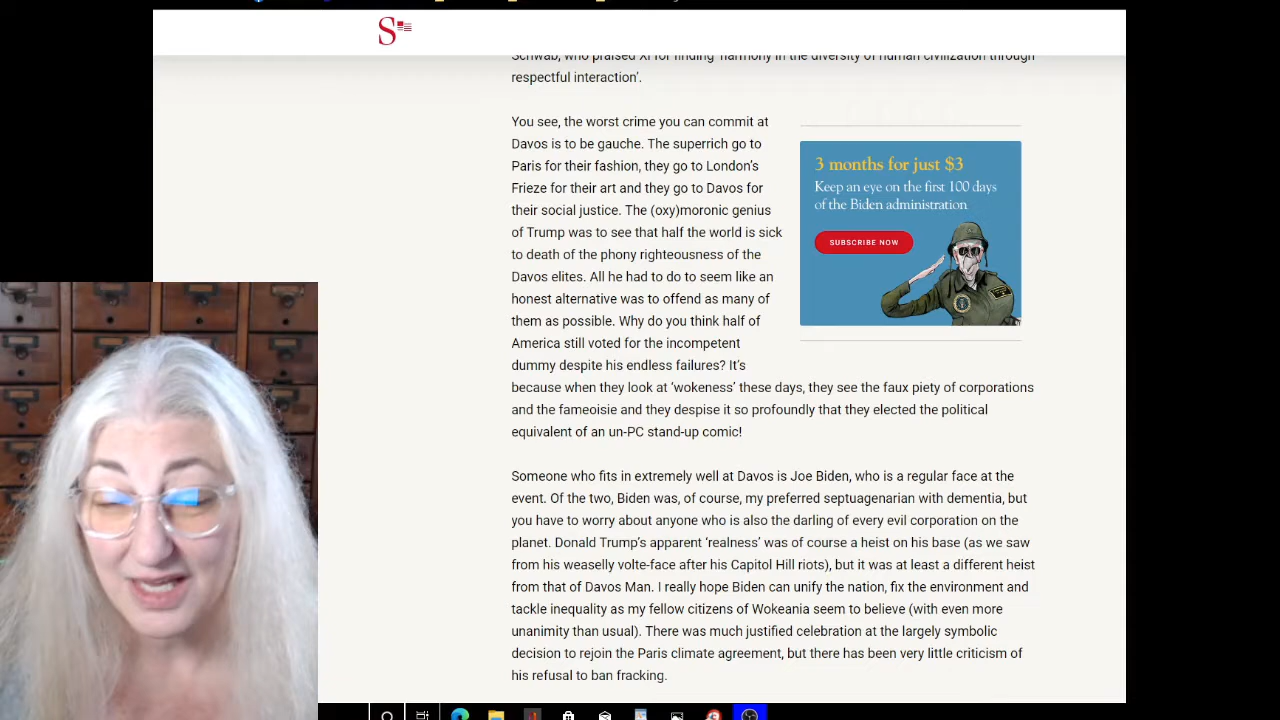 S
Schwab, who praised Xi for finding 'harmony in the diversity of human civilization through
respectful interaction'.
You see, the worst crime you can commit at
Davos is to be gauche. The superrich go to
Paris for their fashion, they go to London's
Frieze for their art and they go to Davos for
their social justice. The (oxy)moronic genius
of Trump was to see that half the world is sick
to death of the phony righteousness of the
Davos elites. All he had to do to seem like an
honest alternative was to offend as many of
them as possible. Why do you think half of
America still voted for the incompetent
dummy despite his endless failures? It's
because when they look at 'wokeness' these days, they see the faux piety of corporations
and the fameoisie and they despise it so profoundly that they elected the political
equivalent of an un-PC stand-up comic!
3 months for just $3
Keep an eye on the first 100 days
of the Biden administration
SUBSCRIBE NOW
Someone who fits in extremely well at Davos is Joe Biden, who is a regular face at the
event. Of the two, Biden was, of course, my preferred septuagenarian with dementia, but
you have to worry about anyone who is also the darling of every evil corporation on the
planet. Donald Trump's apparent 'realness' was of course a heist on his base (as we saw
from his weaselly volte-face after his Capitol Hill riots), but it was at least a different heist
from that of Davos Man. I really hope Biden can unify the nation, fix the environment and
tackle inequality as my fellow citizens of Wokeania seem to believe (with even more
unanimity than usual). There was much justified celebration at the largely symbolic
decision to rejoin the Paris climate agreement, but there has been very little criticism of
his refusal to ban fracking.